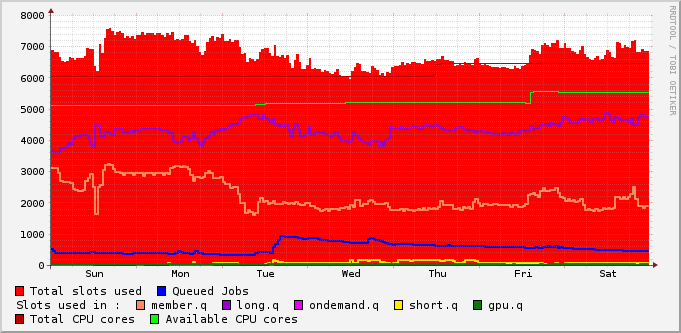 8000
7000
6000
5000
4000
3000
2000
1000
0
Sun Mon Tue Wed Thu Fri Sat
RRDTOOL / TOBI OETIKER
Total slots used Queued Jobs
Slots used in : member.q long.q ondemand.q short.q gpu.q
Total CPU cores Available CPU cores